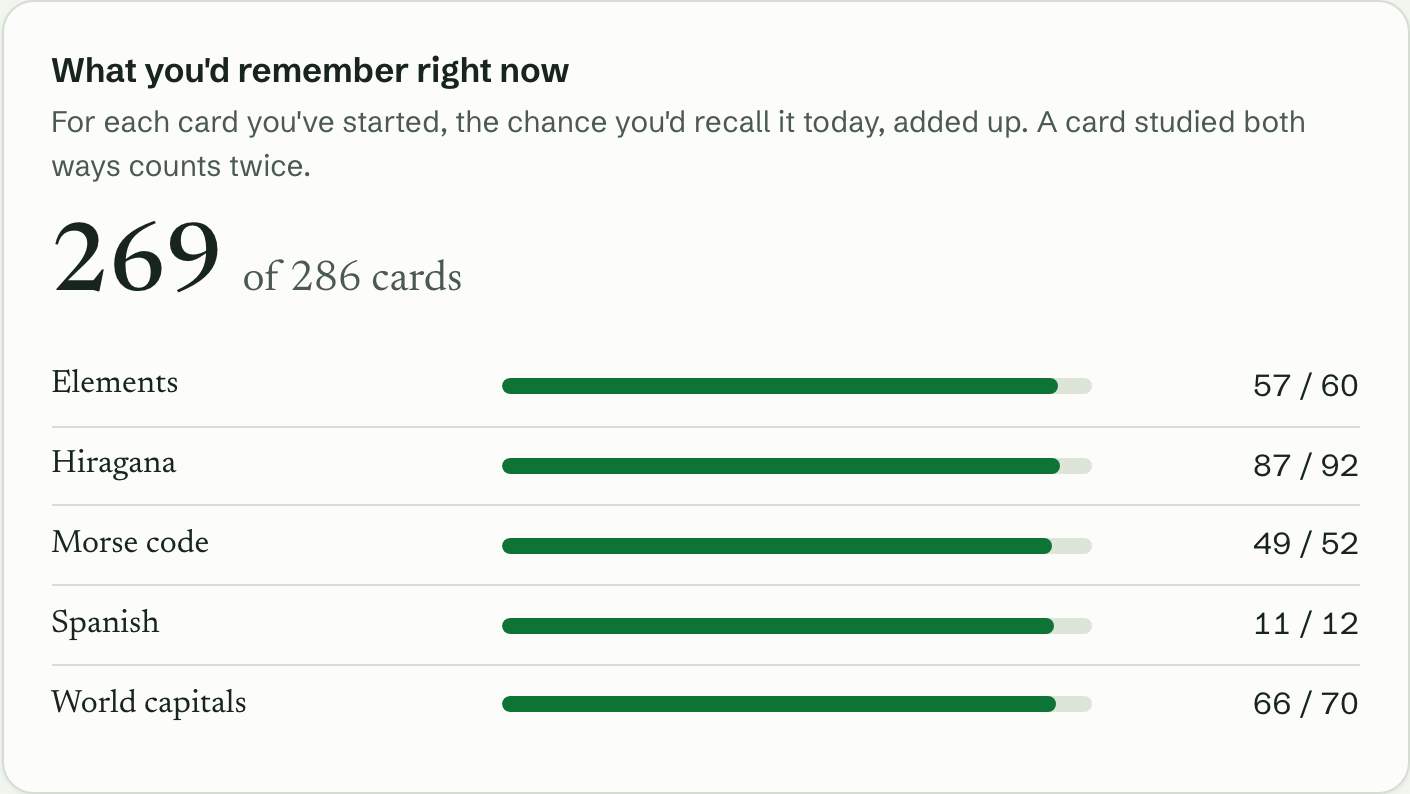 What you'd remember right now
For each card you've started, the chance you'd recall it today, added up. A card studied both
ways counts twice.
269 of 286 cards
Elements 57 / 60
Hiragana 87 / 92
Morse code 49 / 52
Spanish 11 / 12
World capitals 66 / 70